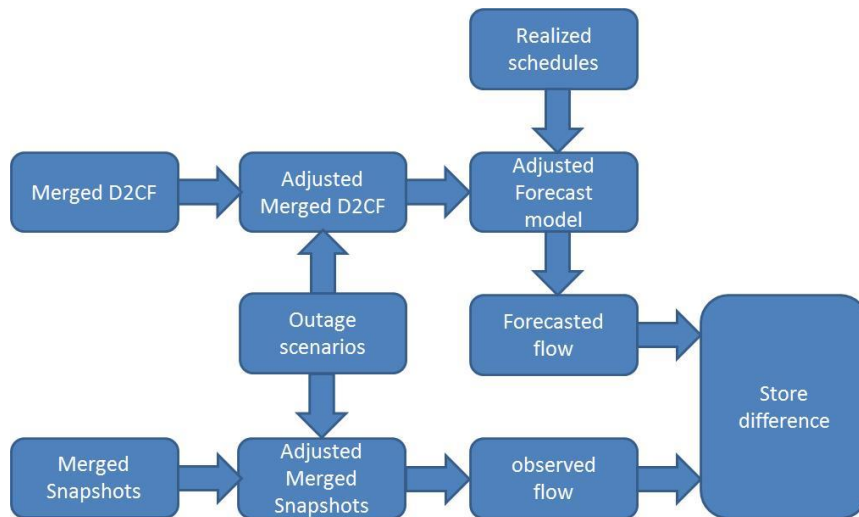 Realized
schedules
Merged D2CF
Adjusted
Merged D2CF
Adjusted
Forecast
model
Outage
scenarios
Forecasted
flow
Store
difference
Merged
Snapshots
Adjusted
Merged
Snapshots
observed
flow